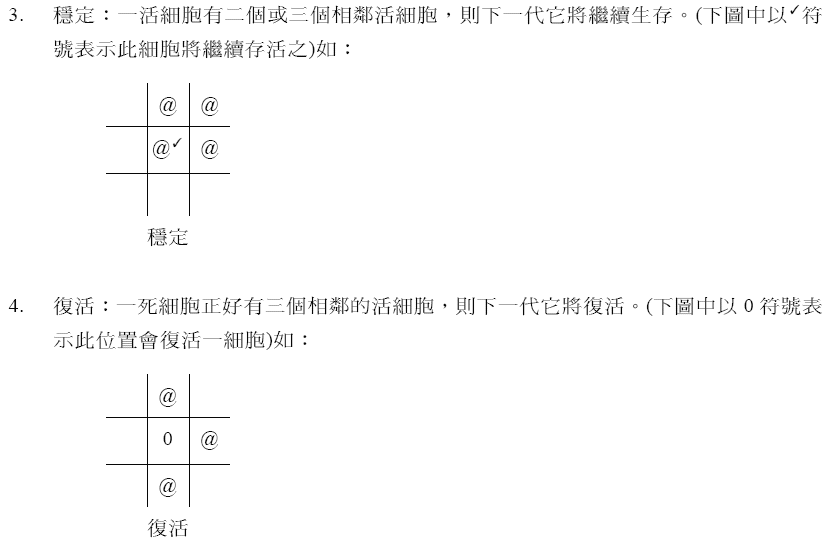 3. 穩定：一活細胞有二個或三個相鄰活細胞，則下一代它將繼續生存。(下圖中以✓符
號表示此細胞將繼續存活之)如：
@ @
@✓ @
穩定
4. 復活：一死細胞正好有三個相鄰的活細胞，則下一代它將復活。(下圖中以 0 符號表
示此位置會復活一細胞)如：
@
0 @
@
復活